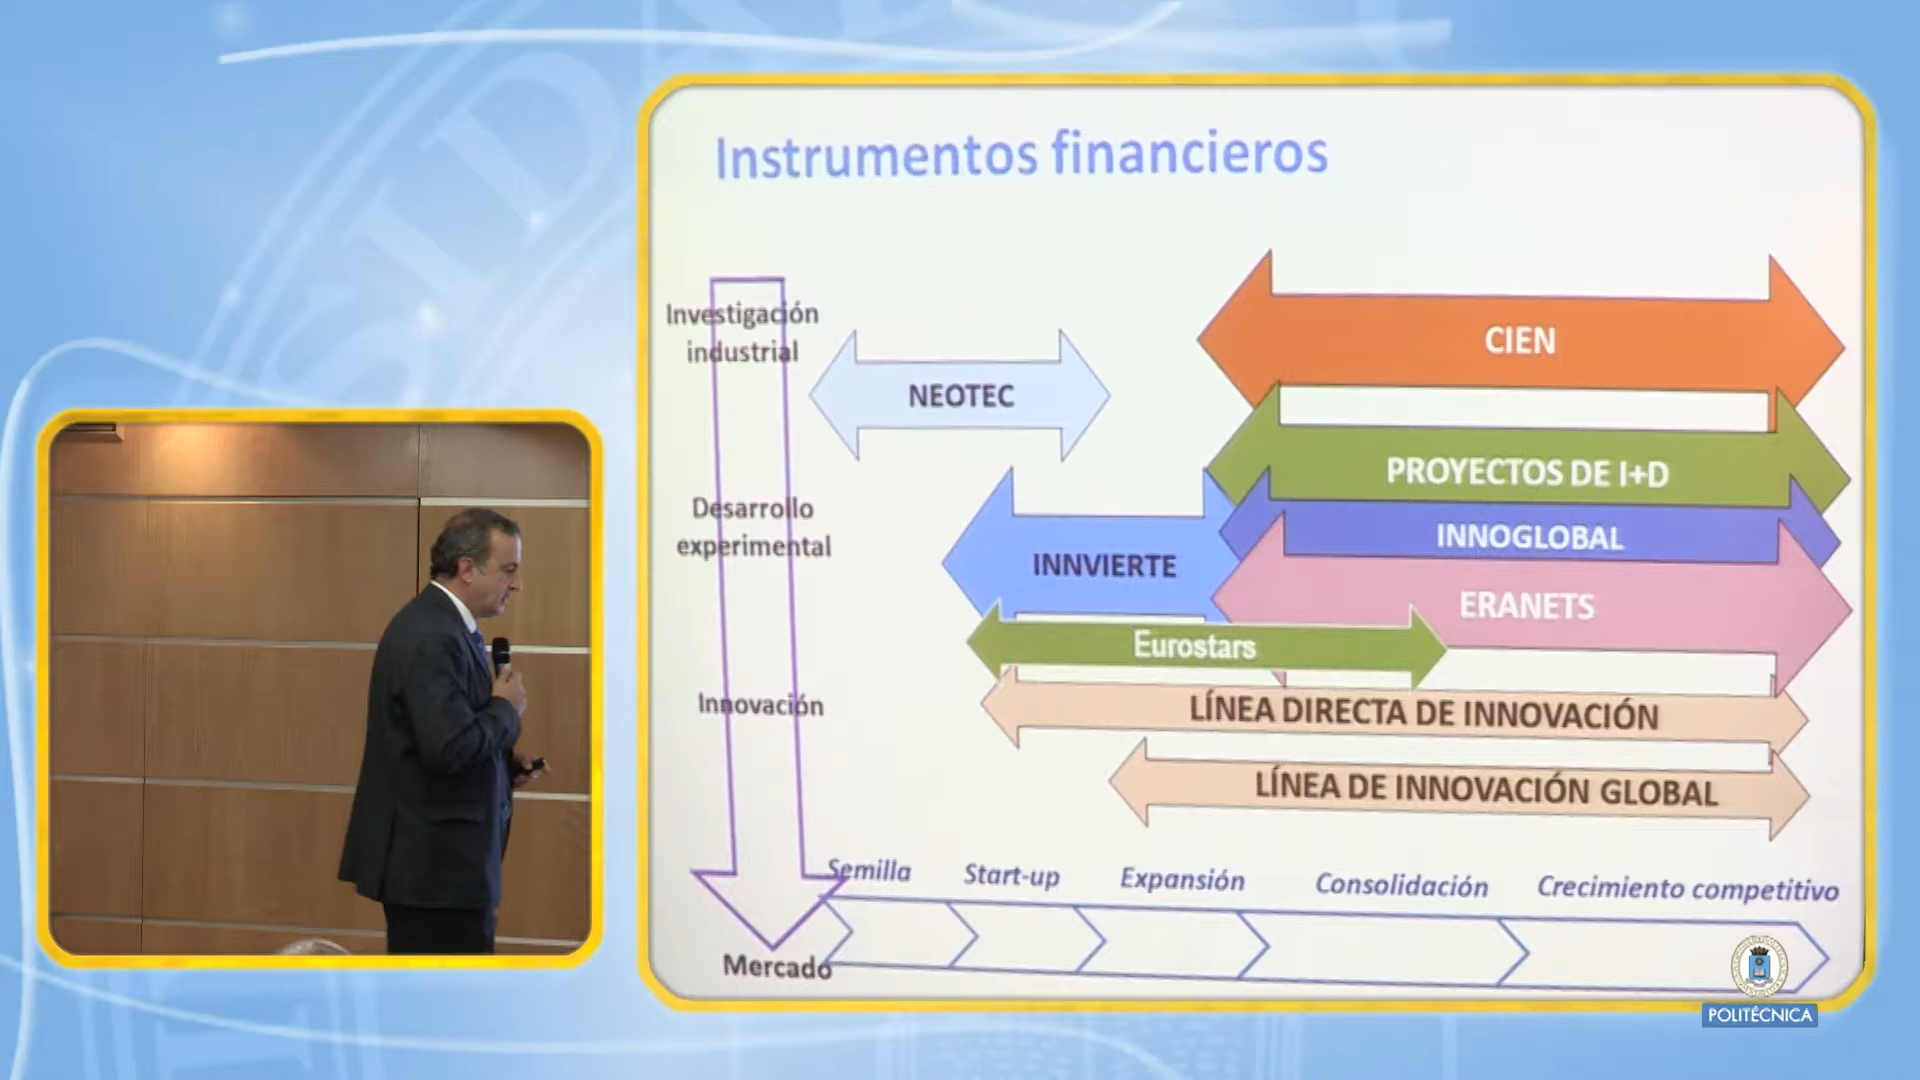 Instrumentos financieros
Investigación
industrial
CIEN
NEOTEC
PROYECTOS DE I+D
Desarrollo
experimental
INNOGLOBAL
INNVIERTE
ERANETS
Eurostars
Innovación
LÍNEA DIRECTA DE INNOVACIÓN
LÍNEA DE INNOVACIÓN GLOBAL
Semilla
Start-up
Expansión
Consolidación
Crecimiento competitivo
Mercado
POLITÉCNICA